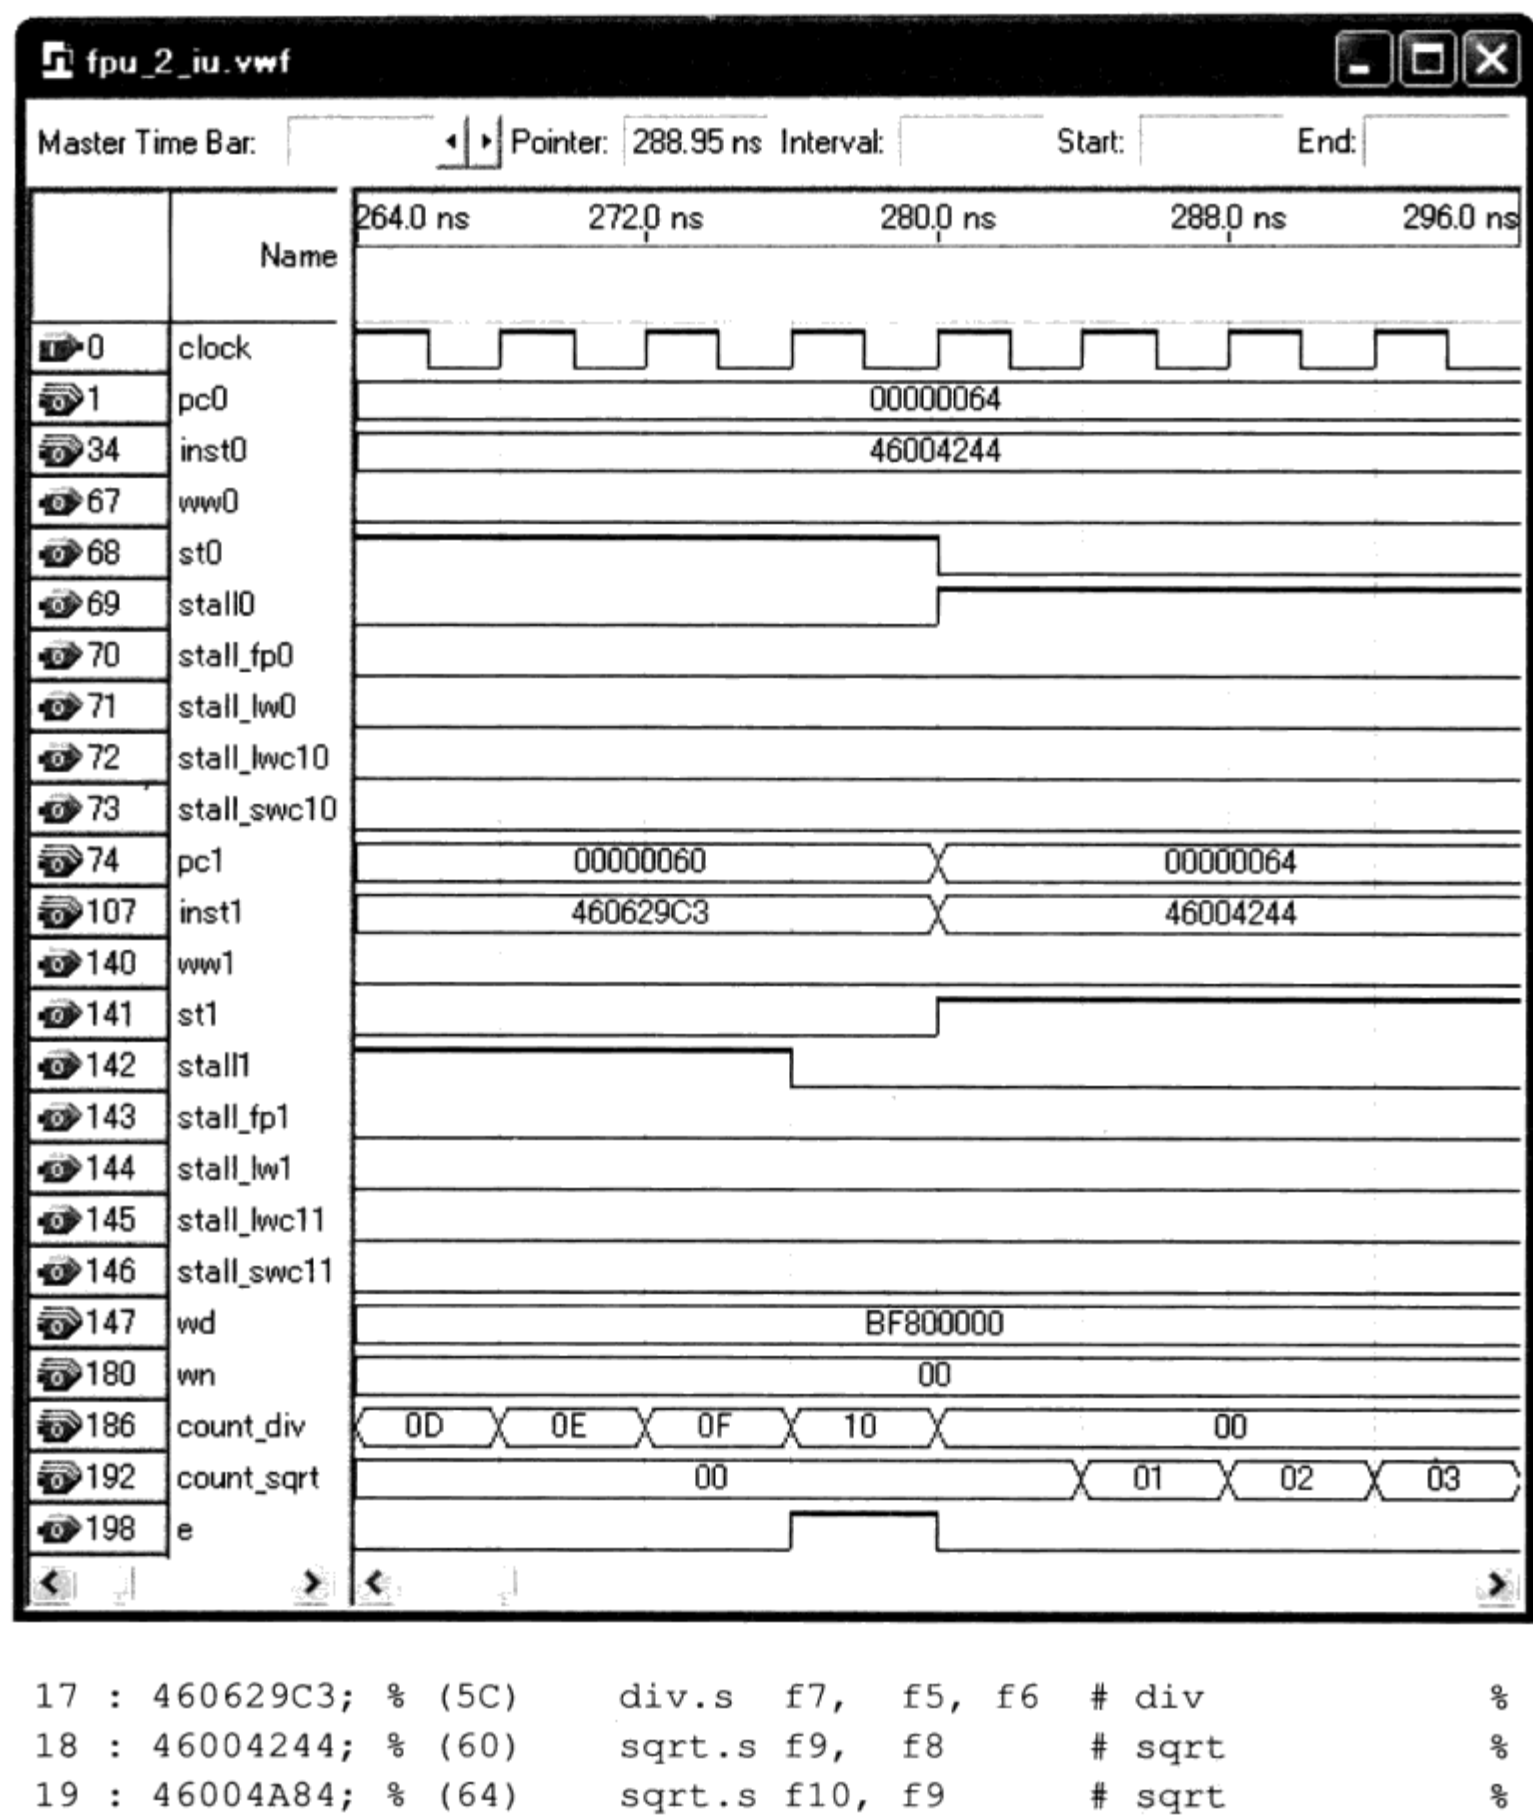 fpu_2_iu.vwf
Master Time Bar: Pointer: 288.95 ns Interval: Start: End:
264.0 ns 272.0 ns 280.0 ns 288.0 ns 296.0 ns
Name
0 clock
1 pc0 00000064
34 inst0 46004244
67 ww0
68 st0
69 stall0
70 stall_fp0
71 stall_lw0
72 stall_lwc10
73 stall_swc10
74 pc1 00000060 00000064
107 inst1 460629C3 46004244
140 ww1
141 st1
142 stall1
143 stall_fp1
144 stall_lw1
145 stall_lwc11
146 stall_swc11
147 wd BF800000
180 wn 00
186 count_div 0D 0E 0F 10 00
192 count_sqrt 00 01 02 03
198 e
17 : 460629C3; % (5C) div.s f7, f5, f6 # div %
18 : 46004244; % (60) sqrt.s f9, f8 # sqrt %
19 : 46004A84; % (64) sqrt.s f10, f9 # sqrt %